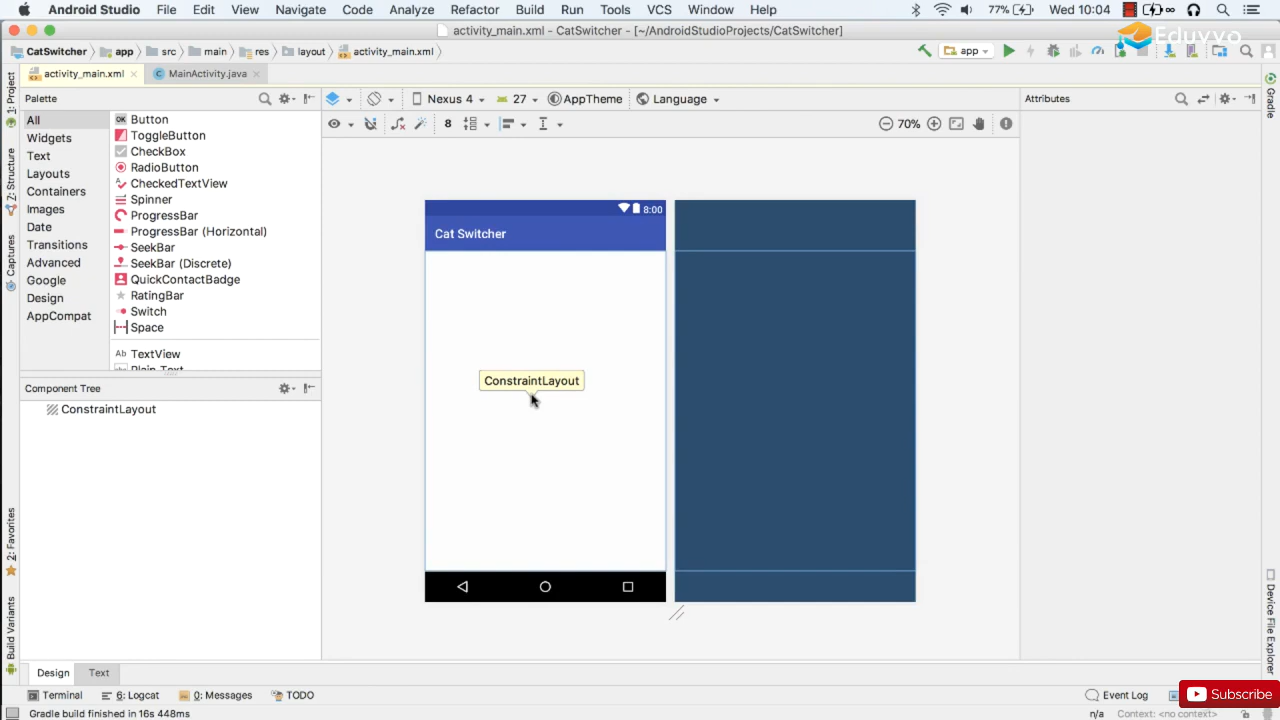 Android Studio File Edit View Navigate Code Analyze Refactor Build Run Tools VCS Window Help 77% Wed 10:04
activity_main.xml - CatSwitcher - [~/AndroidStudioProjects/CatSwitcher]
Eduvvo
CatSwitcher app src main res layout activity_main.xml app
activity_main.xml MainActivity.java
Palette Nexus 4 27 AppTheme Language Attributes
8 70%
All
Widgets
Text
Layouts
Containers
Images
Date
Transitions
Advanced
Google
Design
AppCompat
OK Button
ToggleButton
CheckBox
RadioButton
CheckedTextView
Spinner
ProgressBar
ProgressBar (Horizontal)
SeekBar
SeekBar (Discrete)
QuickContactBadge
RatingBar
Switch
Space
Ab TextView
Plain Text
8:00
Cat Switcher
ConstraintLayout
Component Tree
ConstraintLayout
1: Project
Z: Structure
Captures
2: Favorites
Build Variants
Gradle
Device File Explorer
Design Text
Terminal 6: Logcat 0: Messages TODO Event Log
Subscribe
Gradle build finished in 16s 448ms n/a Context: <no context>